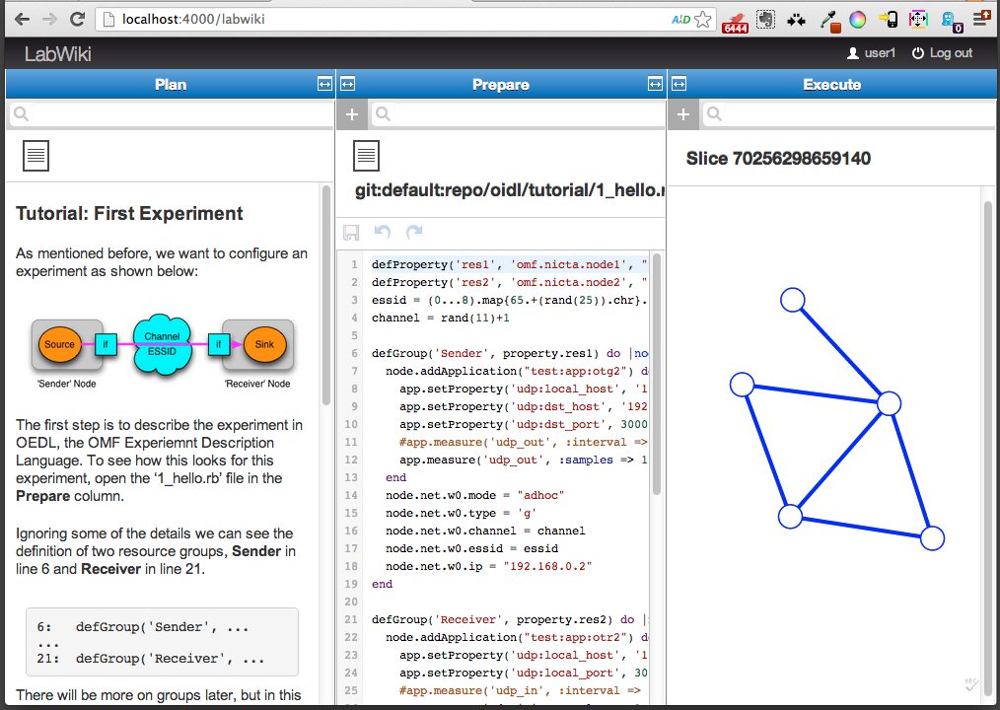 localhost:4000/labwiki
A/D
6444
0
LabWiki
user1
Log out
Plan
Prepare
Execute
Tutorial: First Experiment
As mentioned before, we want to configure an
experiment as shown below:
Source
if
Channel
ESSID
if
Sink
'Sender' Node
'Receiver' Node
The first step is to describe the experiment in
OEDL, the OMF Experiemnt Description
Language. To see how this looks for this
experiment, open the ‘1_hello.rb’ file in the
Prepare column.
Ignoring some of the details we can see the
definition of two resource groups, Sender in
line 6 and Receiver in line 21.
6: defGroup('Sender', ...
...
21: defGroup('Receiver', ...
There will be more on groups later, but in this
git:default:repo/oidl/tutorial/1_hello.r
1 defProperty('res1', 'omf.nicta.node1', "
2 defProperty('res2', 'omf.nicta.node2', "
3 essid = (0...8).map{65.+(rand(25)).chr}.
4 channel = rand(11)+1
5
6 defGroup('Sender', property.res1) do |no
7 node.addApplication("test:app:otg2") d
8 app.setProperty('udp:local_host', '1
9 app.setProperty('udp:dst_host', '192
10 app.setProperty('udp:dst_port', 3000
11 #app.measure('udp_out', :interval =>
12 app.measure('udp_out', :samples => 1
13 end
14 node.net.w0.mode = "adhoc"
15 node.net.w0.type = 'g'
16 node.net.w0.channel = channel
17 node.net.w0.essid = essid
18 node.net.w0.ip = "192.168.0.2"
19 end
20
21 defGroup('Receiver', property.res2) do |
22 node.addApplication("test:app:otr2") d
23 app.setProperty('udp:local_host', '1
24 app.setProperty('udp:local_port', 30
25 #app.measure('udp_in', :interval =>
Slice 70256298659140
ABC